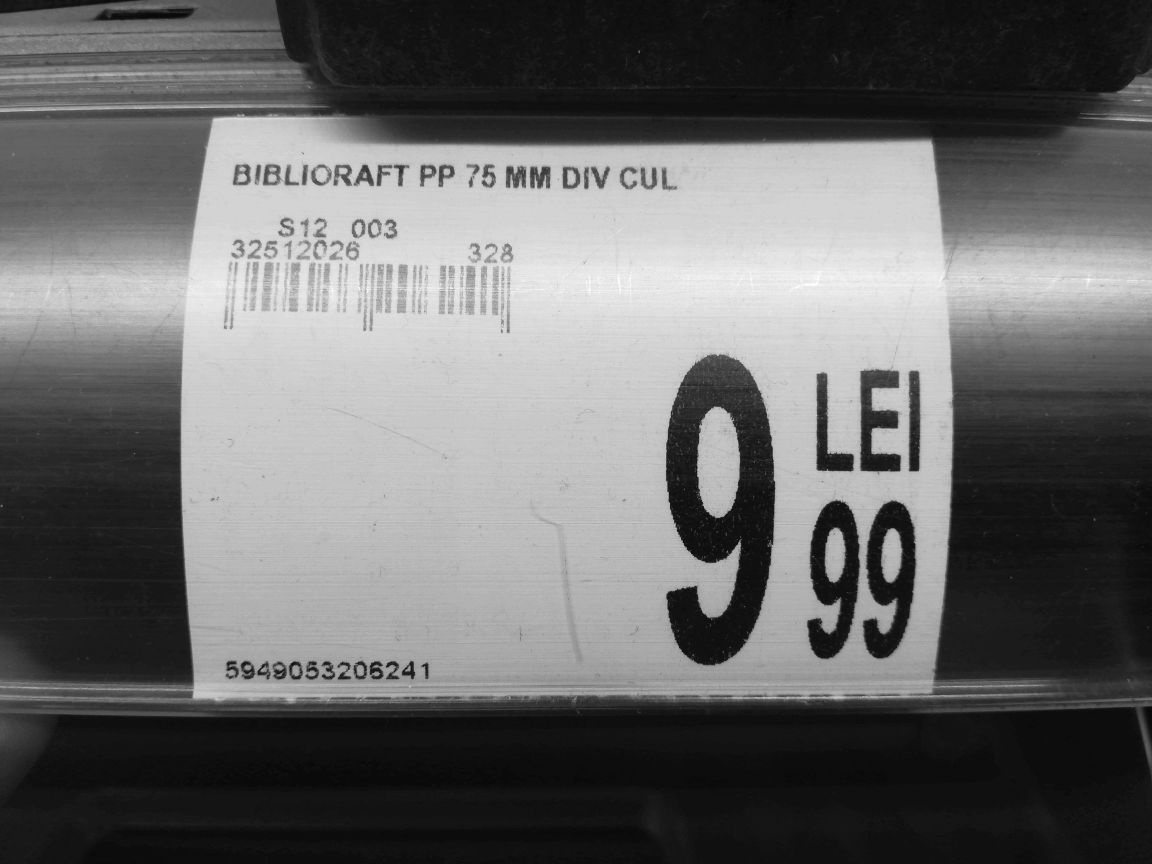 BIBLIORAFT PP 75 MM DIV CUL
S12 003
32512026 328
9 LEI
99
5949053206241